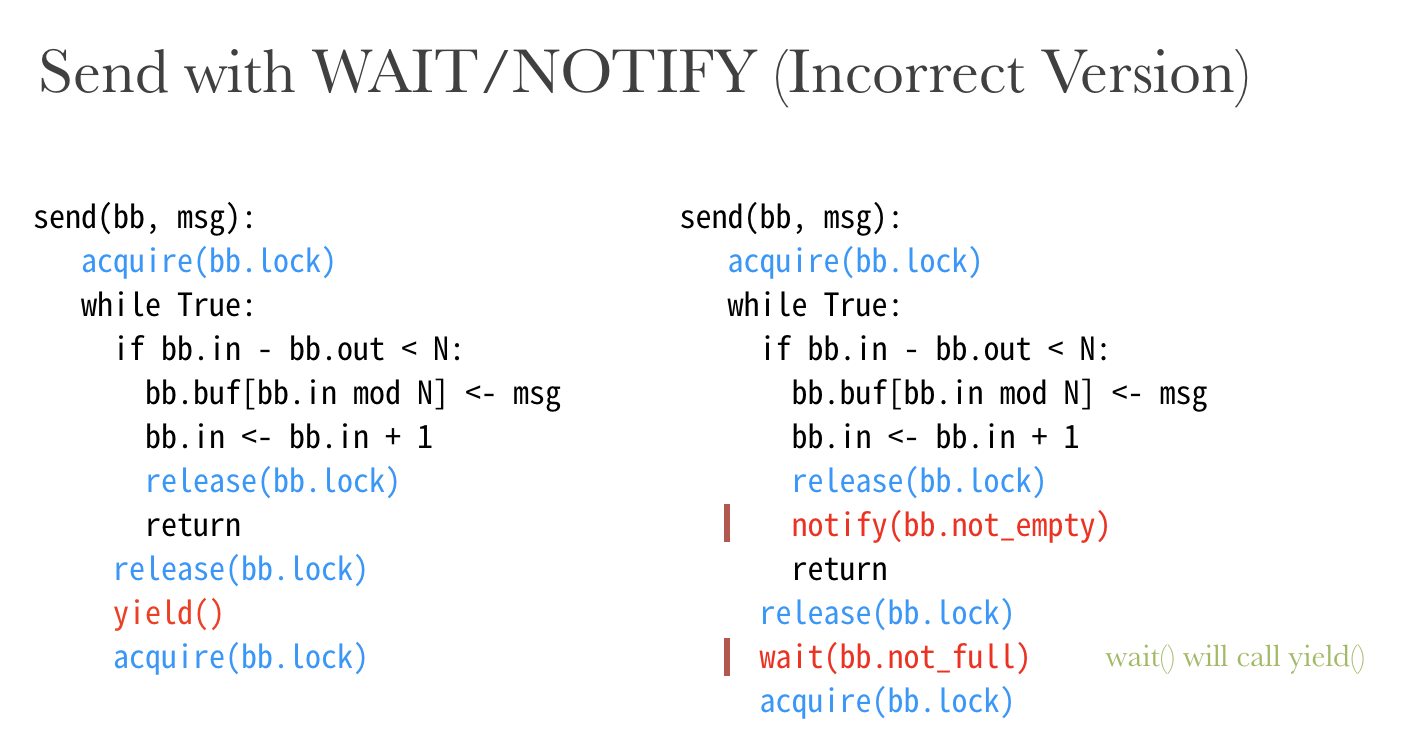 Send with WAIT/NOTIFY (Incorrect Version)
send(bb, msg):
acquire(bb.lock)
while True:
if bb.in - bb.out < N:
bb.buf[bb.in mod N] <- msg
bb.in <- bb.in + 1
release(bb.lock)
return
release(bb.lock)
yield()
acquire(bb.lock)
send(bb, msg):
acquire(bb.lock)
while True:
if bb.in - bb.out < N:
bb.buf[bb.in mod N] <- msg
bb.in <- bb.in + 1
release(bb.lock)
notify(bb.not_empty)
return
release(bb.lock)
wait(bb.not_full)
wait() will call yield()
acquire(bb.lock)